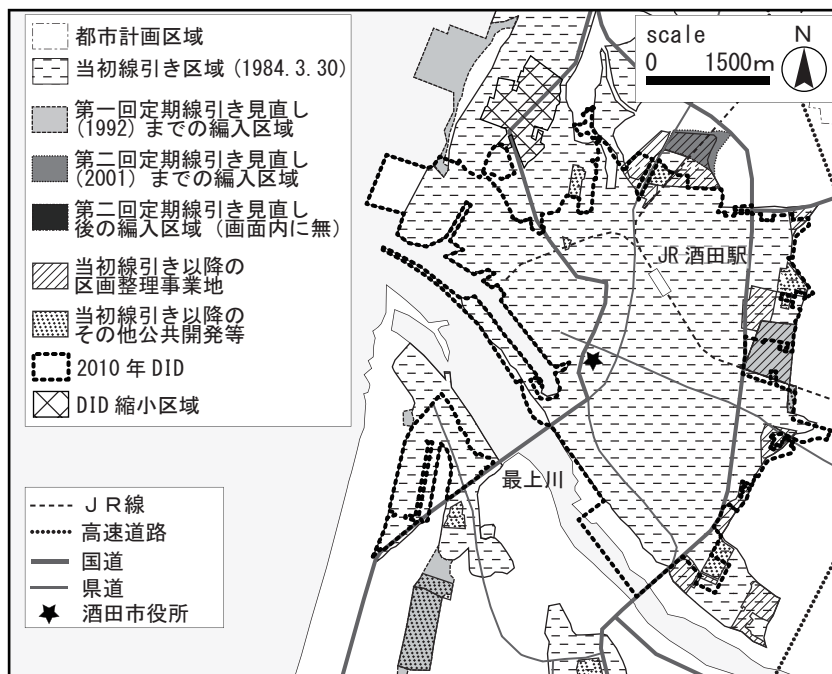 都市計画区域
当初線引き区域 (1984.3.30)
第一回定期線引き見直し
(1992) までの編入区域
第二回定期線引き見直し
(2001) までの編入区域
第二回定期線引き見直し
後の編入区域 (画面内に無)
当初線引き以降の
区画整理事業地
当初線引き以降の
その他公共開発等
2010 年 DID
DID 縮小区域
ＪＲ線
高速道路
国道
県道
酒田市役所
scale
0 1500m
N
JR 酒田駅
最上川